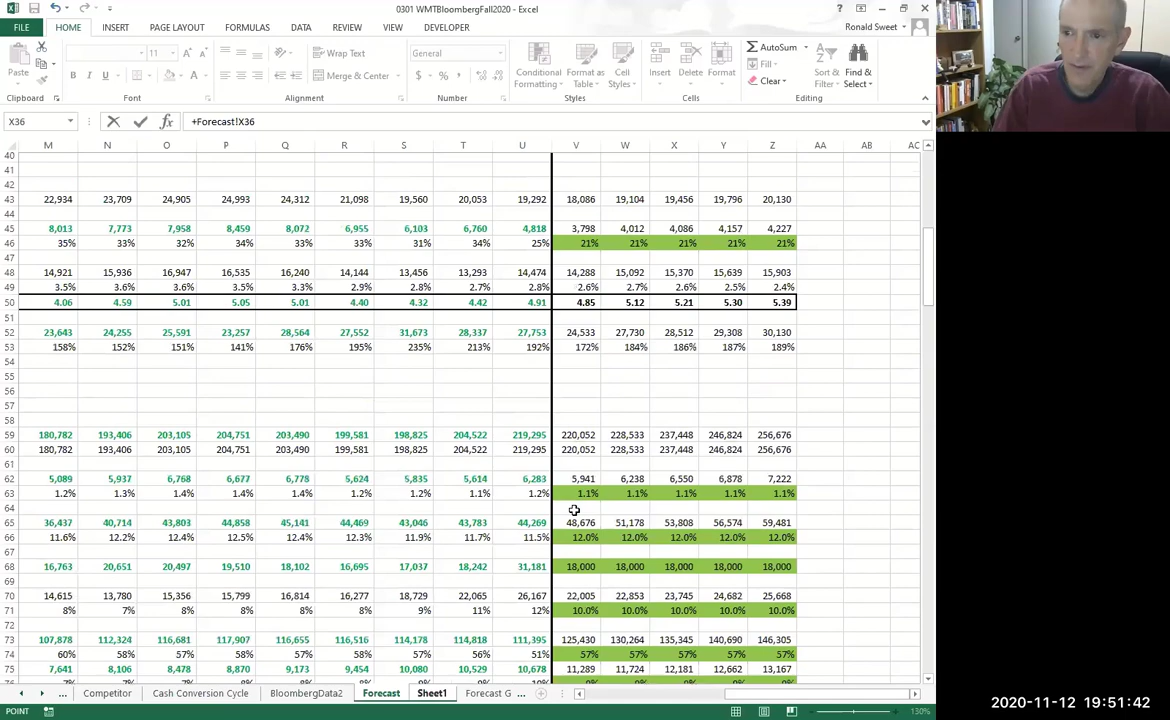 0301 WMTBloombergFall2020 - Excel
FILE HOME INSERT PAGE LAYOUT FORMULAS DATA REVIEW VIEW DEVELOPER Ronald Sweet
Paste 11 A A Wrap Text General AutoSum
B I U A Merge & Center $ % Conditional Formatting Format as Table Cell Styles Insert Delete Format Fill Clear Sort & Filter Find & Select
Clipboard Font Alignment Number Styles Cells Editing
X36 fx +Forecast!X36
M N O P Q R S T U V W X Y Z AA AB AC
40
41
42
43 22,934 23,709 24,905 24,993 24,312 21,098 19,560 20,053 19,292 18,086 19,104 19,456 19,796 20,130
44
45 8,013 7,773 7,958 8,459 8,072 6,955 6,103 6,760 4,818 3,798 4,012 4,086 4,157 4,227
46 35% 33% 32% 34% 33% 33% 31% 34% 25% 21% 21% 21% 21% 21%
47
48 14,921 15,936 16,947 16,535 16,240 14,144 13,456 13,293 14,474 14,288 15,092 15,370 15,639 15,903
49 3.5% 3.6% 3.6% 3.5% 3.3% 2.9% 2.8% 2.7% 2.8% 2.6% 2.7% 2.6% 2.5% 2.4%
50 4.06 4.59 5.01 5.05 5.01 4.40 4.32 4.42 4.91 4.85 5.12 5.21 5.30 5.39
51
52 23,643 24,255 25,591 23,257 28,564 27,552 31,673 28,337 27,753 24,533 27,730 28,512 29,308 30,130
53 158% 152% 151% 141% 176% 195% 235% 213% 192% 172% 184% 186% 187% 189%
54
55
56
57
58
59 180,782 193,406 203,105 204,751 203,490 199,581 198,825 204,522 219,295 220,052 228,533 237,448 246,824 256,676
60 180,782 193,406 203,105 204,751 203,490 199,581 198,825 204,522 219,295 220,052 228,533 237,448 246,824 256,676
61
62 5,089 5,937 6,768 6,677 6,778 5,624 5,835 5,614 6,283 5,941 6,238 6,550 6,878 7,222
63 1.2% 1.3% 1.4% 1.4% 1.4% 1.2% 1.2% 1.1% 1.2% 1.1% 1.1% 1.1% 1.1% 1.1%
64
65 36,437 40,714 43,803 44,858 45,141 44,469 43,046 43,783 44,269 48,676 51,178 53,808 56,574 59,481
66 11.6% 12.2% 12.4% 12.5% 12.4% 12.3% 11.9% 11.7% 11.5% 12.0% 12.0% 12.0% 12.0% 12.0%
67
68 16,763 20,651 20,497 19,510 18,102 16,695 17,037 18,242 31,181 18,000 18,000 18,000 18,000 18,000
69
70 14,615 13,780 15,356 15,799 16,814 16,277 18,729 22,065 26,167 22,005 22,853 23,745 24,682 25,668
71 8% 7% 8% 8% 8% 8% 9% 11% 12% 10.0% 10.0% 10.0% 10.0% 10.0%
72
73 107,878 112,324 116,681 117,907 116,655 116,516 114,178 114,818 111,395 125,430 130,264 135,345 140,690 146,305
74 60% 58% 57% 58% 57% 58% 57% 56% 51% 57% 57% 57% 57% 57%
75 7,641 8,106 8,478 8,870 9,173 9,454 10,080 10,529 10,678 11,289 11,724 12,181 12,662 13,167
... Competitor Cash Conversion Cycle BloombergData2 Forecast Sheet1 Forecast G ...
POINT 130%
2020-11-12 19:51:42